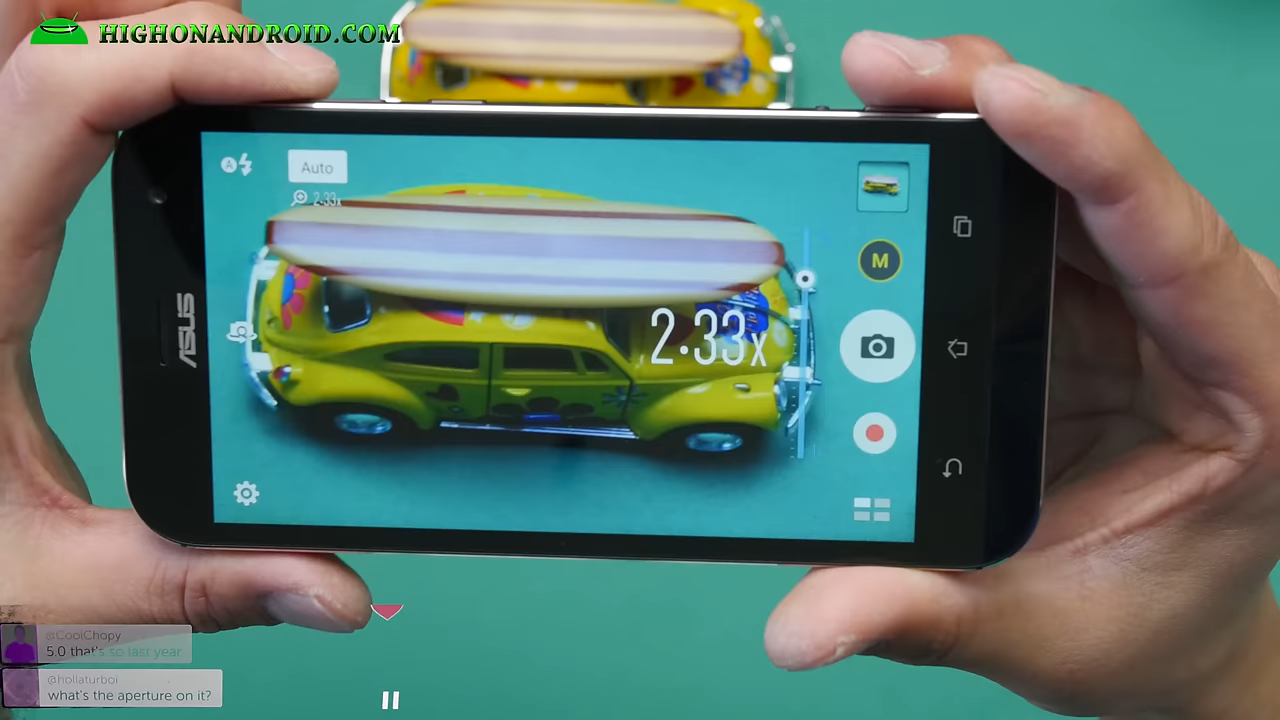 HIGHONANDROID.COM
A
Auto
2.33x
ASUS
M
2.33x
@CoolChopy
5.0 that's so last year
@hollaturboi
what's the aperture on it?